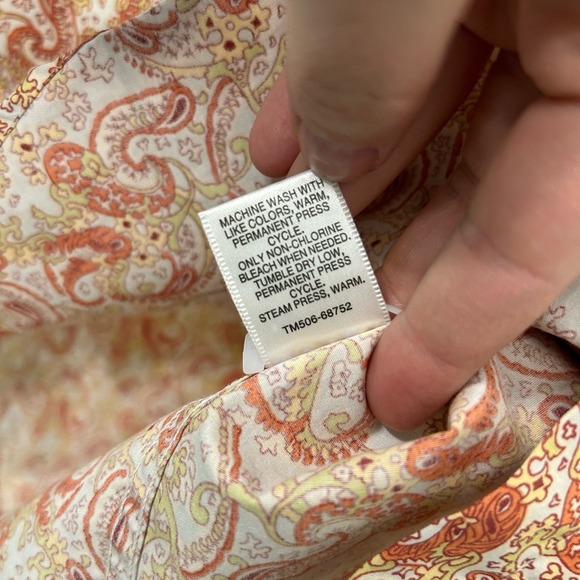 MACHINE WASH WITH
LIKE COLORS, WARM,
PERMANENT PRESS
CYCLE.
ONLY NON-CHLORINE
BLEACH WHEN NEEDED.
TUMBLE DRY LOW,
PERMANENT PRESS
CYCLE.
STEAM PRESS, WARM.
TM506-68752